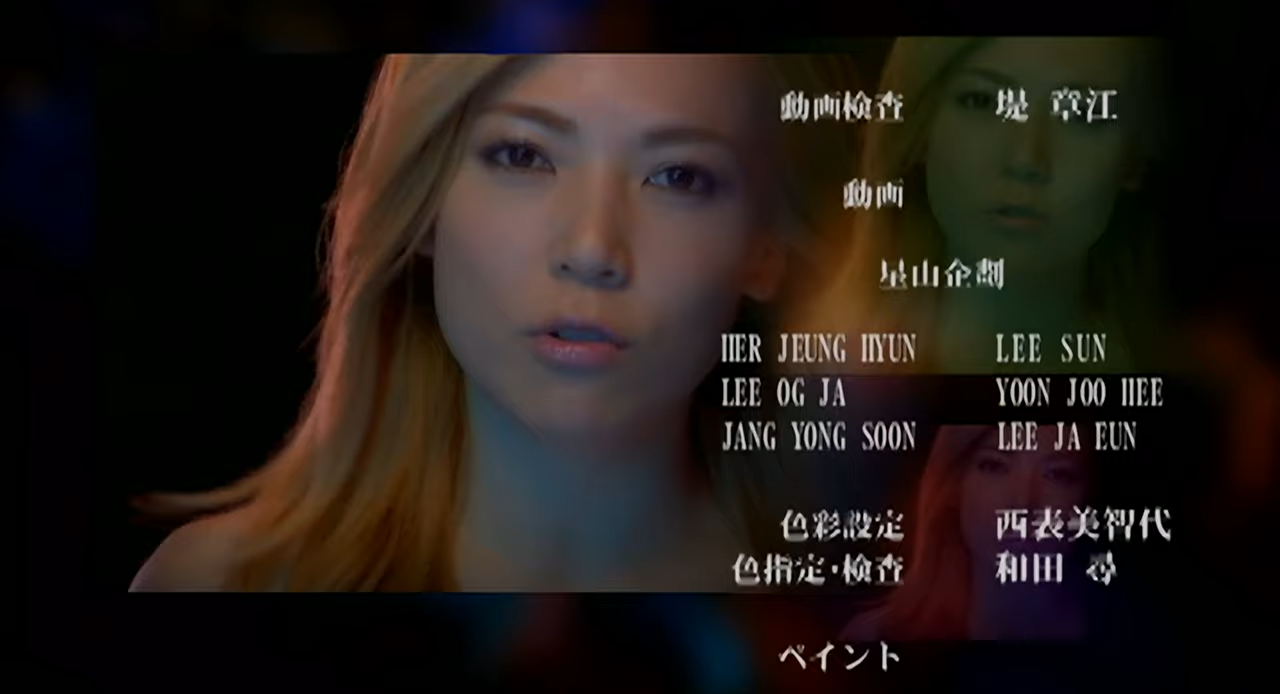 動画検査 堤 章江
動画
星山企劃
HER JEUNG HYUN LEE SUN
LEE OG JA YOON JOO HEE
JANG YONG SOON LEE JA EUN
色彩設定 西表美智代
色指定・検査 和田 尋
ペイント